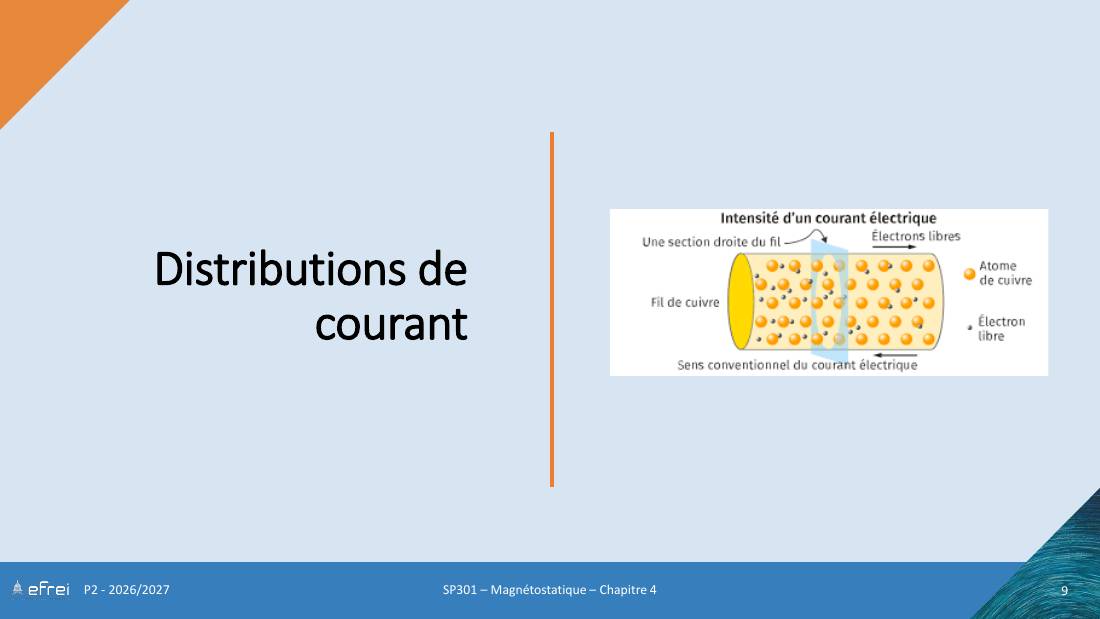 Distributions de
courant
Intensité d'un courant électrique
Une section droite du fil
Électrons libres
Atome
de cuivre
Fil de cuivre
Électron
libre
Sens conventionnel du courant électrique
efrei
P2 - 2026/2027
SP301 – Magnétostatique – Chapitre 4
9